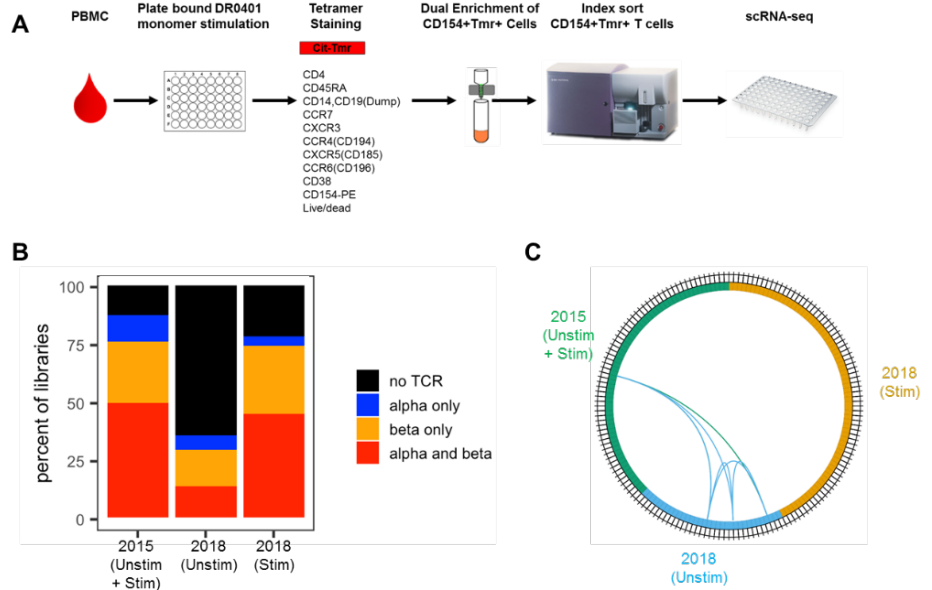 A
PBMC
Plate bound DR0401
monomer stimulation
Tetramer
Staining
Cit-Tmr
CD4
CD45RA
CD14,CD19(Dump)
CCR7
CXCR3
CCR4(CD194)
CXCR5(CD185)
CCR6(CD196)
CD38
CD154-PE
Live/dead
Dual Enrichment of
CD154+Tmr+ Cells
Index sort
CD154+Tmr+ T cells
scRNA-seq
B
percent of libraries
100
75
50
25
0
2015
(Unstim
+ Stim)
2018
(Unstim)
2018
(Stim)
no TCR
alpha only
beta only
alpha and beta
C
2015
(Unstim
+ Stim)
2018
(Stim)
2018
(Unstim)